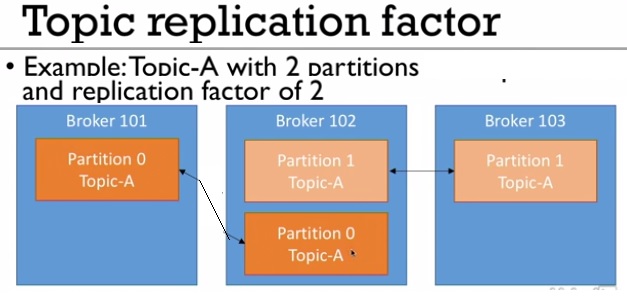 Topic replication factor
• Example: Topic-A with 2 partitions
and replication factor of 2
Broker 101
Broker 102
Broker 103
Partition 0
Topic-A
Partition 1
Topic-A
Partition 1
Topic-A
Partition 0
Topic-A